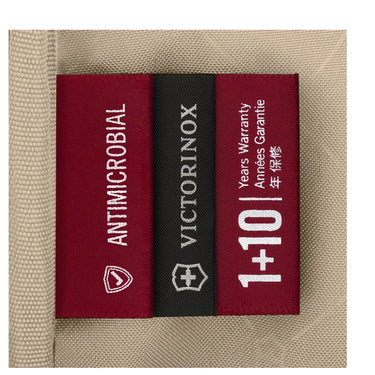 ANTIMICROBIAL
VICTORINOX
1+10
Years Warranty
Années Garantie
年 保修